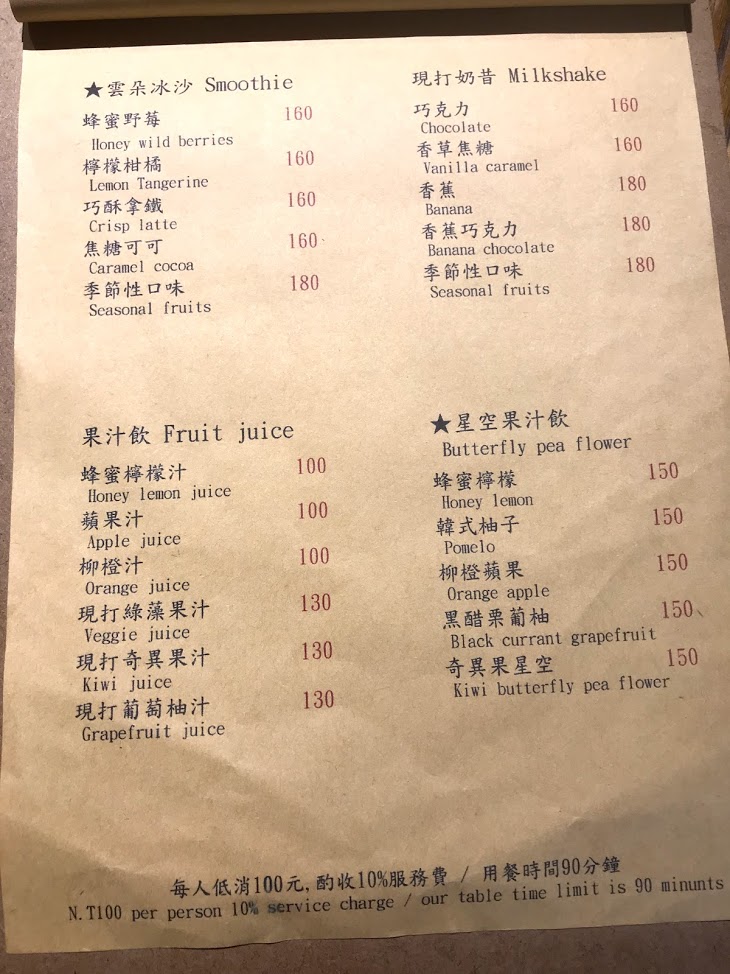 ★雲朵冰沙 Smoothie
蜂蜜野莓 160
Honey wild berries
檸檬柑橘 160
Lemon Tangerine
巧酥拿鐵 160
Crisp latte
焦糖可可 160
Caramel cocoa
季節性口味 180
Seasonal fruits
現打奶昔 Milkshake
巧克力 160
Chocolate
香草焦糖 160
Vanilla caramel
香蕉 180
Banana
香蕉巧克力 180
Banana chocolate
季節性口味 180
Seasonal fruits
果汁飲 Fruit juice
蜂蜜檸檬汁 100
Honey lemon juice
蘋果汁 100
Apple juice
柳橙汁 100
Orange juice
現打綠藻果汁 130
Veggie juice
現打奇異果汁 130
Kiwi juice
現打葡萄柚汁 130
Grapefruit juice
★星空果汁飲
Butterfly pea flower
蜂蜜檸檬 150
Honey lemon
韓式柚子 150
Pomelo
柳橙蘋果 150
Orange apple
黑醋栗葡柚 150
Black currant grapefruit
奇異果星空 150
Kiwi butterfly pea flower
每人低消100元,酌收10%服務費 / 用餐時間90分鐘
N.T100 per person 10% service charge / our table time limit is 90 minunts